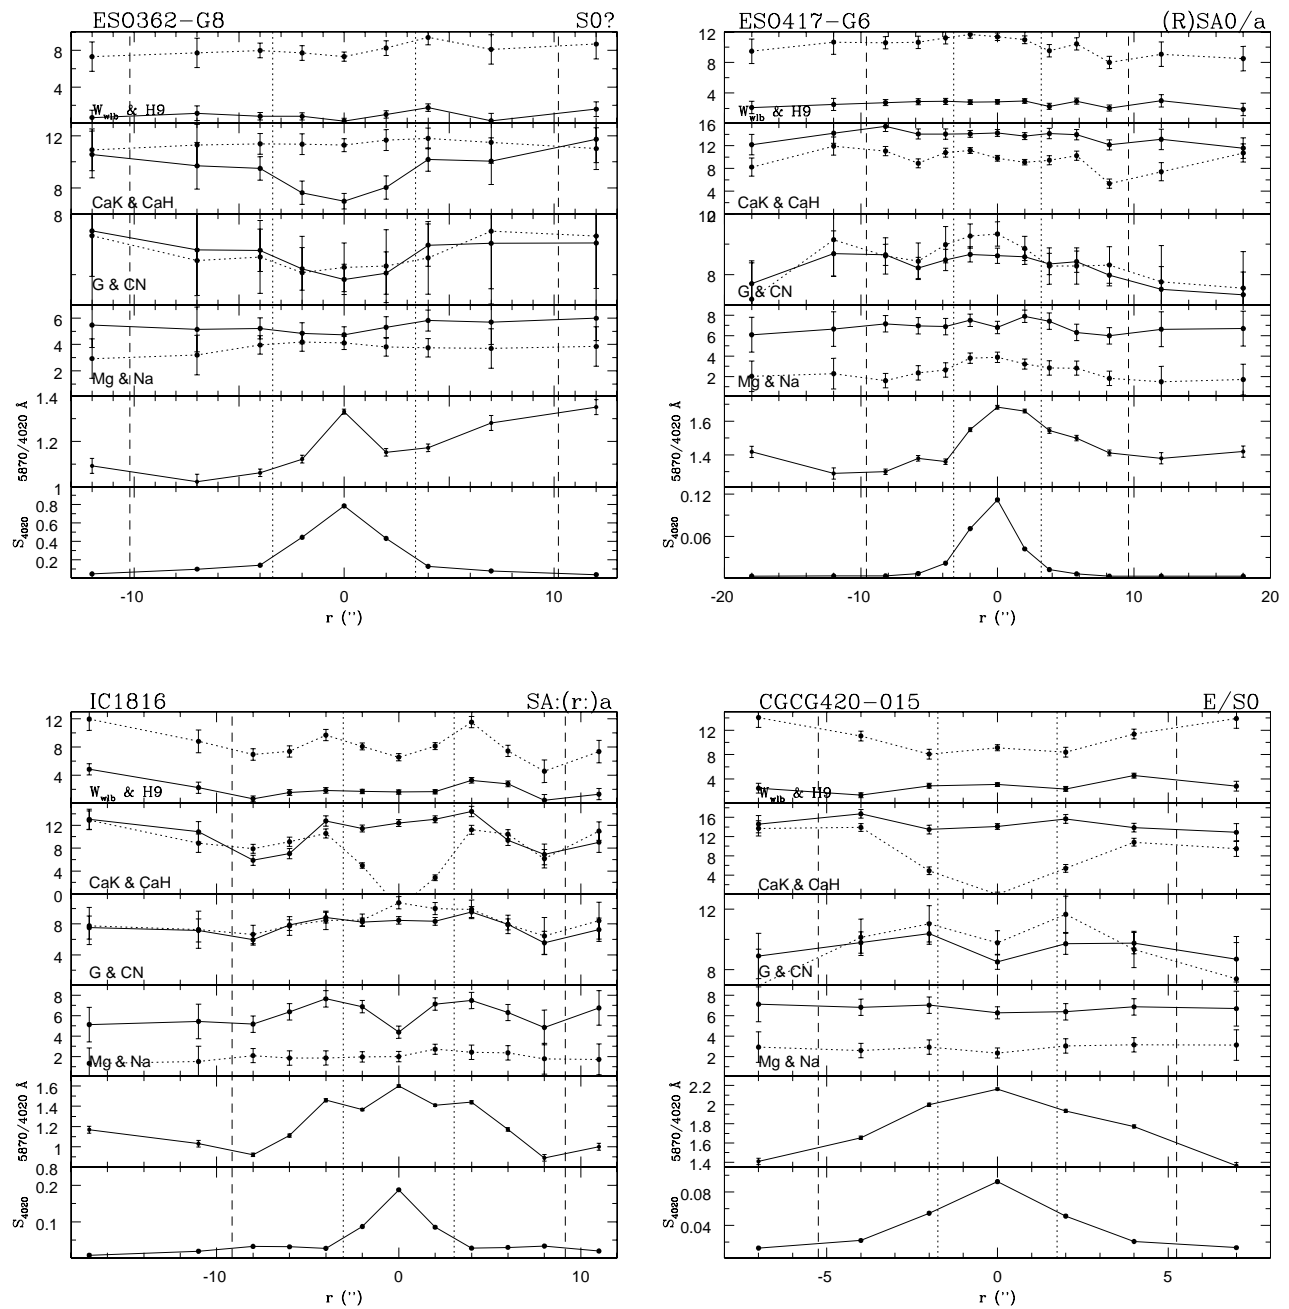 ESO362-G8 S0?
8
4
W_wlb & H9
12
8
CaK & CaH
8
G & CN
6
4
2
Mg & Na
1.4
1.2
5870/4020 Å
1
0.8
0.6
0.4
0.2
S_4020
-10 0 10
r (")
ESO417-G6 (R)SA0/a
12
8
4
W_wlb & H9
16
12
8
4
CaK & CaH
8
G & CN
8
6
4
2
Mg & Na
1.6
1.4
5870/4020 Å
0.12
0.06
S_4020
-20 -10 0 10 20
r (")
IC1816 SA:(r:)a
12
8
4
W_wlb & H9
12
8
4
0
CaK & CaH
8
4
G & CN
8
6
4
2
Mg & Na
1.6
1.4
1.2
1
0.8
5870/4020 Å
0.2
0.1
S_4020
-10 0 10
r (")
CGCG420-015 E/S0
12
8
4
W_wlb & H9
16
12
8
4
CaK & CaH
12
8
G & CN
8
6
4
2
Mg & Na
2.2
2
1.8
1.6
1.4
5870/4020 Å
0.08
0.04
S_4020
-5 0 5
r (")